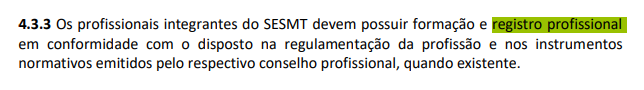 4.3.3 Os profissionais integrantes do SESMT devem possuir formação e registro profissional
em conformidade com o disposto na regulamentação da profissão e nos instrumentos
normativos emitidos pelo respectivo conselho profissional, quando existente.